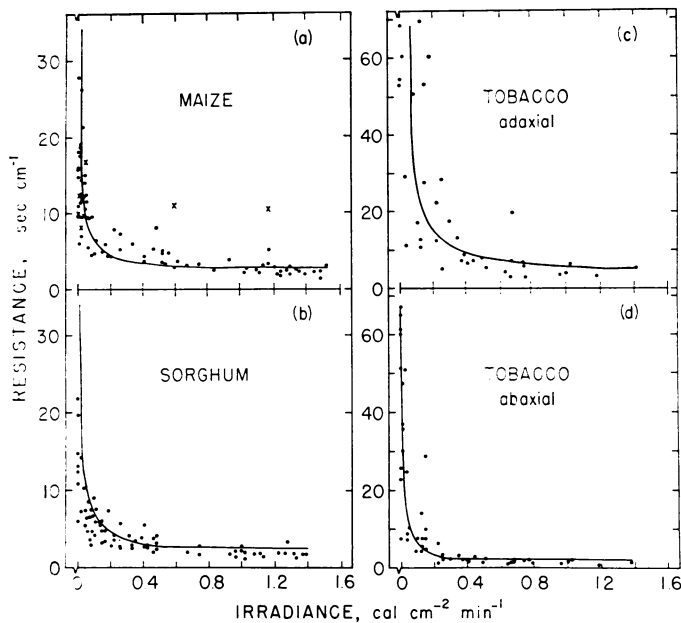 (a)
MAIZE
30
20
10
0
(c)
TOBACCO
adaxial
60
40
20
0
(b)
SORGHUM
30
20
10
0
(d)
TOBACCO
abaxial
60
40
20
0
RESISTANCE, sec cm⁻¹
0 0.4 0.8 1.2 1.6
0 0.4 0.8 1.2 1.6
IRRADIANCE, cal cm⁻² min⁻¹